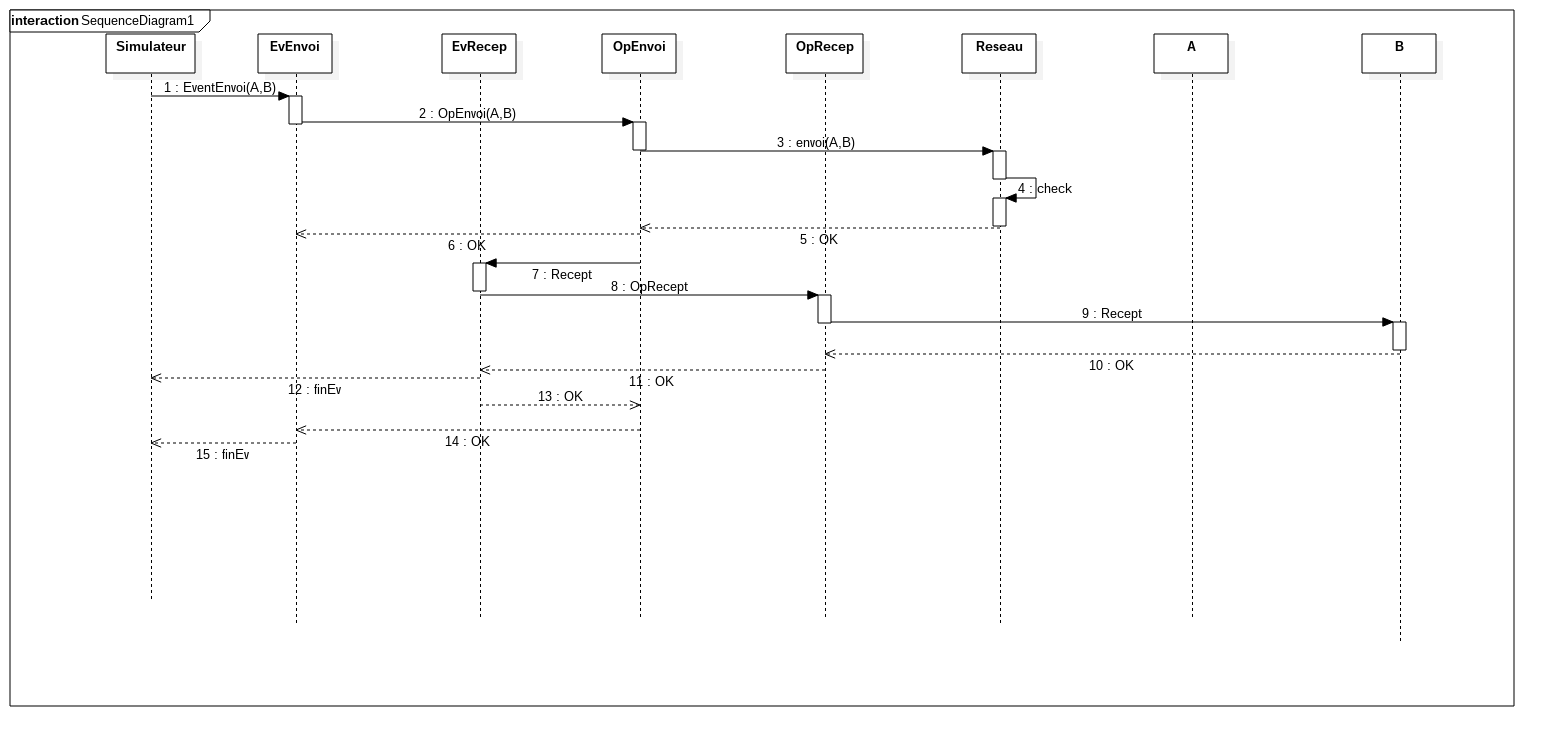 interaction SequenceDiagram1
Simulateur
EvEnvoi
EvRecep
OpEnvoi
OpRecep
Reseau
A
B
1 : EventEnvoi(A,B)
2 : OpEnvoi(A,B)
3 : envoi(A,B)
4 : check
5 : OK
6 : OK
7 : Recept
8 : OpRecept
9 : Recept
10 : OK
11 : OK
12 : finEv
13 : OK
14 : OK
15 : finEv